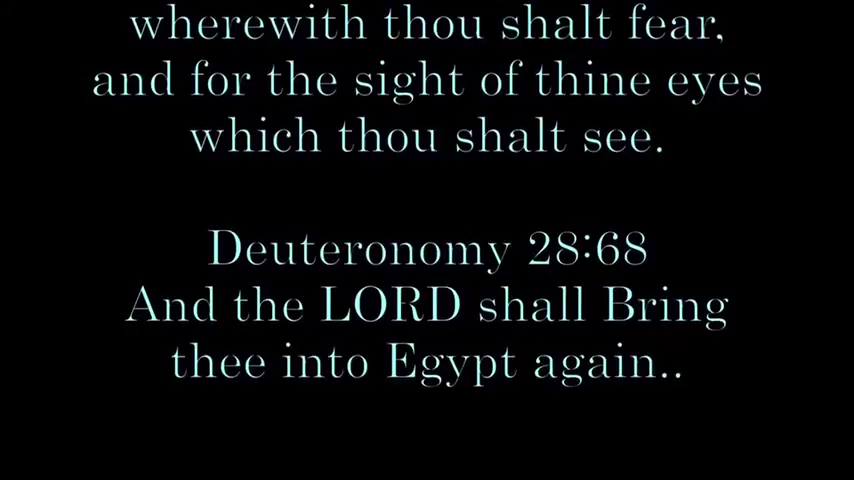 wherewith thou shalt fear,
and for the sight of thine eyes
which thou shalt see.
Deuteronomy 28:68
And the LORD shall Bring
thee into Egypt again..